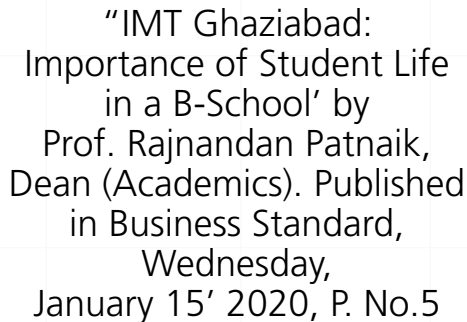 “IMT Ghaziabad:
Importance of Student Life
in a B-School’ by
Prof. Rajnandan Patnaik,
Dean (Academics). Published
in Business Standard,
Wednesday,
January 15’ 2020, P. No.5